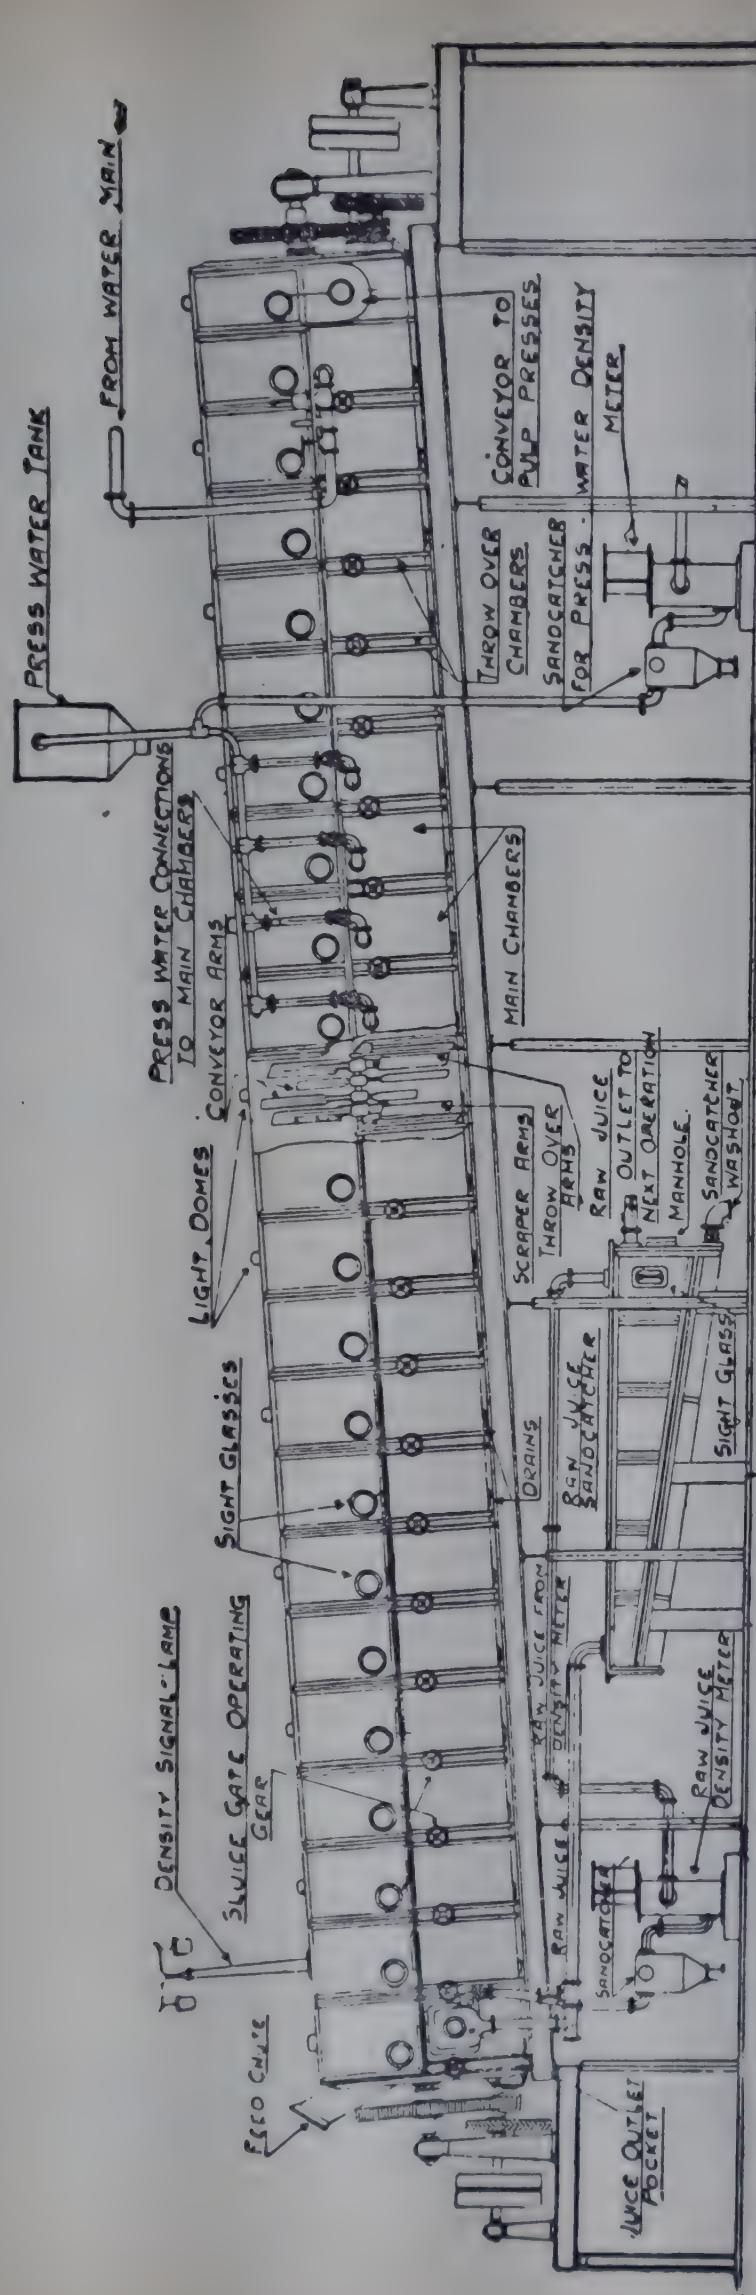 FROM WATER MAIN
PRESS WATER TANK
PRESS WATER CONNECTIONS
TO MAIN CHAMBERS
CONVEYOR ARMS
LIGHT DOMES
SIGHT GLASSES
DENSITY SIGNAL-LAMP
SLUICE GATE OPERATING
GEAR
FEED CHUTE
CONVEYOR TO
PULP PRESSES
THROW OVER
CHAMBERS
SANDCATCHER
FOR PRESS - WATER DENSITY
METER
MAIN CHAMBERS
SCRAPER ARMS
THROW OVER
ARMS
RAW JUICE
OUTLET TO
NEXT OPERATION
MANHOLE
SANDCATCHER
WASHOUT
DRAINS
RAW JUICE
SANDCATCHER
SIGHT GLASS
RAW JUICE FROM
DENSITY METER
RAW JUICE
DENSITY METER
RAW JUICE
SANDCATCHER
JUICE OUTLET
POCKET